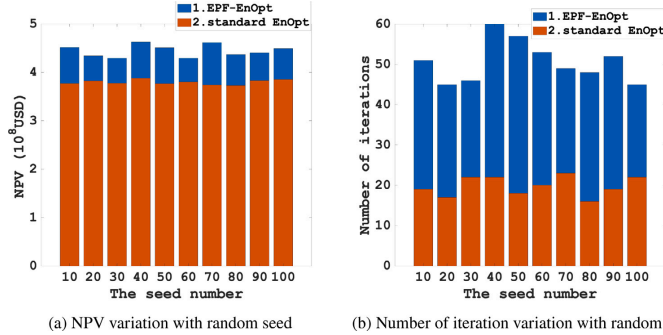 1.EPF-EnOpt
2.standard EnOpt
NPV (10⁸USD)
5
4
3
2
1
0
10 20 30 40 50 60 70 80 90 100
The seed number
(a) NPV variation with random seed
1.EPF-EnOpt
2.standard EnOpt
Number of iterations
60
50
40
30
20
10
0
10 20 30 40 50 60 70 80 90 100
The seed number
(b) Number of iteration variation with random